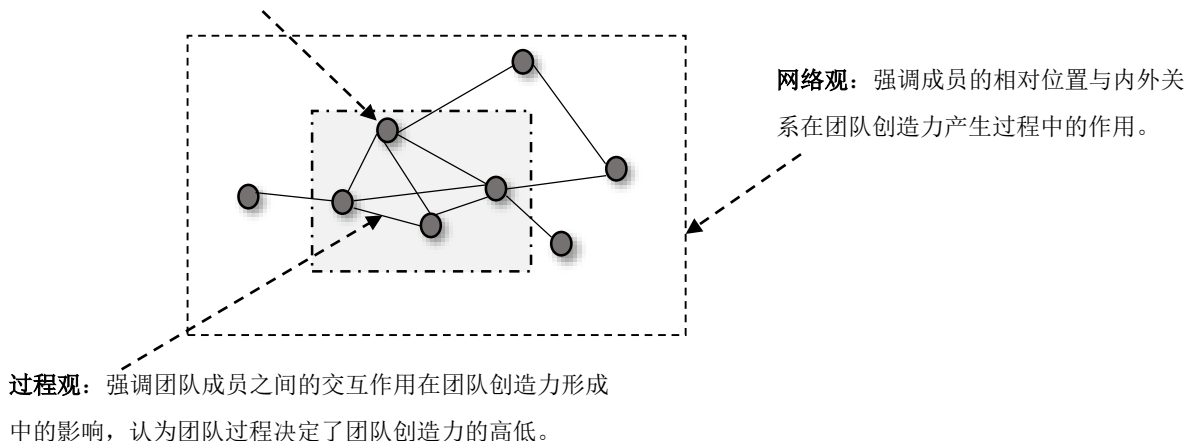 网络观：强调成员的相对位置与内外关
系在团队创造力产生过程中的作用。
过程观：强调团队成员之间的交互作用在团队创造力形成
中的影响，认为团队过程决定了团队创造力的高低。